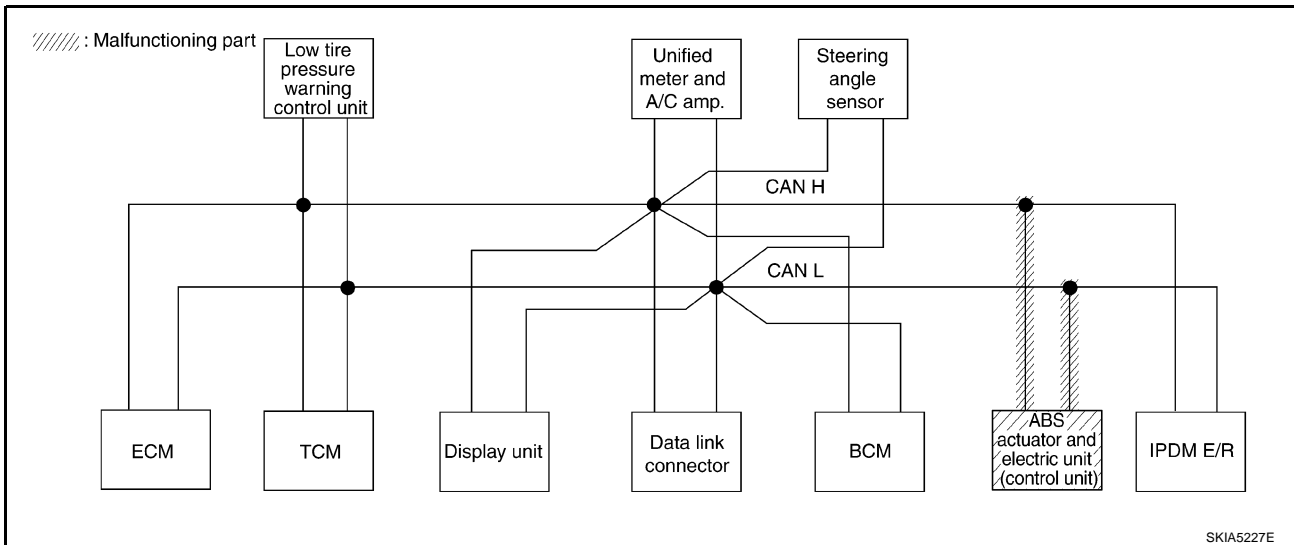 : Malfunctioning part
Low tire
pressure
warning
control unit
Unified
meter and
A/C amp.
Steering
angle
sensor
CAN H
CAN L
ECM
TCM
Display unit
Data link
connector
BCM
ABS
actuator and
electric unit
(control unit)
IPDM E/R
SKIA5227E